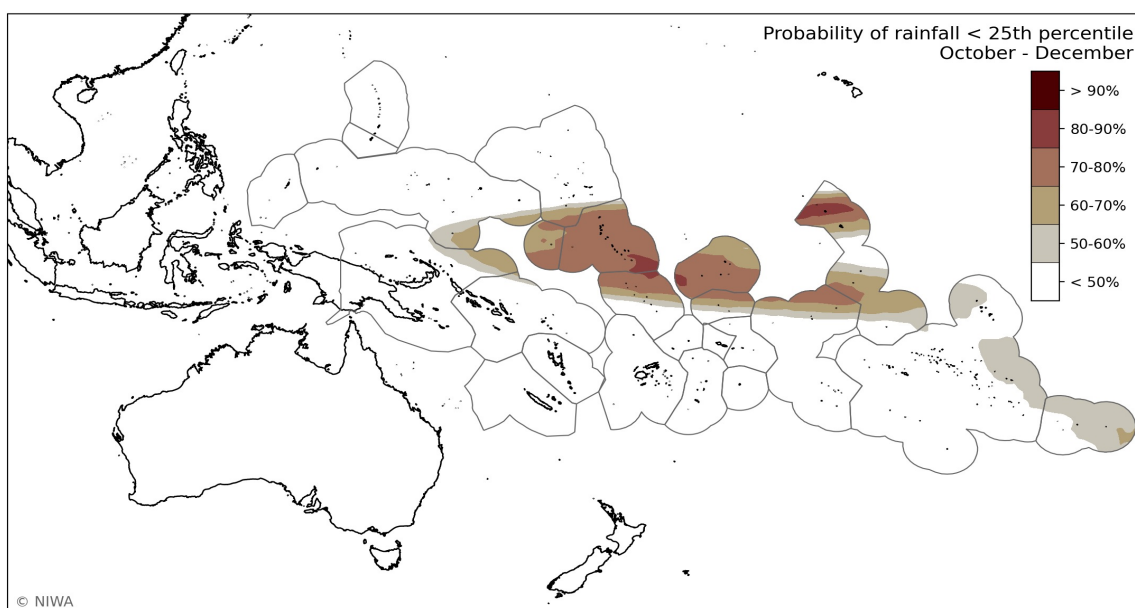 Probability of rainfall < 25th percentile
October - December
> 90%
80-90%
70-80%
60-70%
50-60%
< 50%
© NIWA